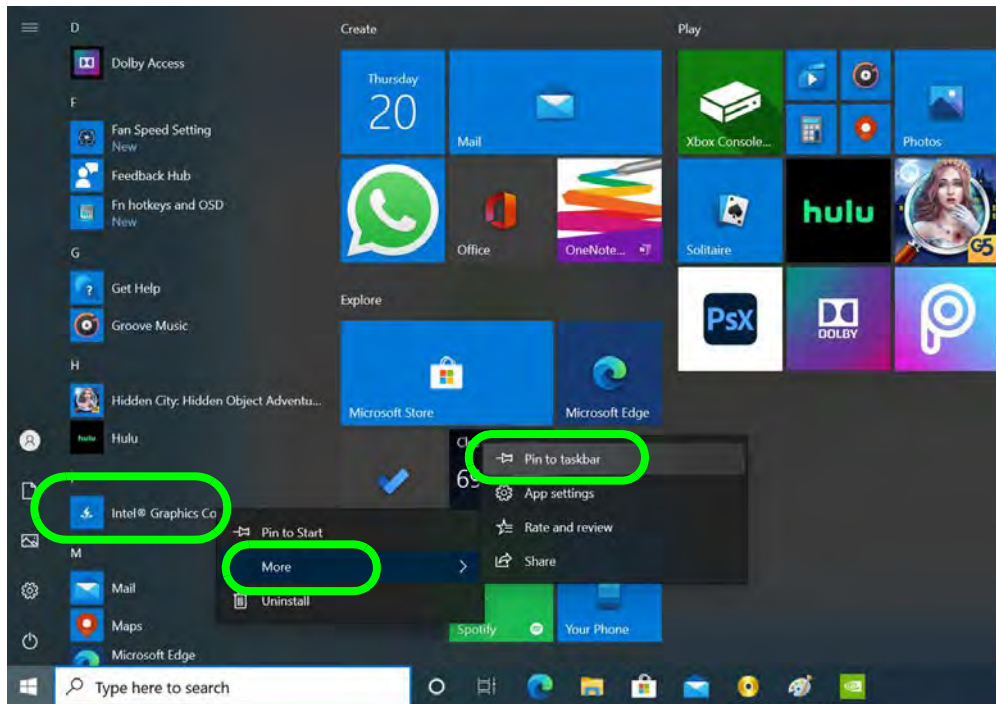 D
Dolby Access
F
Fan Speed Setting
New
Feedback Hub
Fn hotkeys and OSD
New
G
Get Help
Groove Music
H
Hidden City: Hidden Object Adventu...
hulu
Hulu
Intel® Graphics Co
M
Mail
Maps
Microsoft Edge
Create
Thursday
20
Mail
Office
OneNote...
Explore
Microsoft Store
Microsoft Edge
69
Spotify
Your Phone
Play
Xbox Console...
Photos
Solitaire
hulu
G5
PsX
DOLBY
Pin to Start
More
Uninstall
Pin to taskbar
App settings
Rate and review
Share
Type here to search